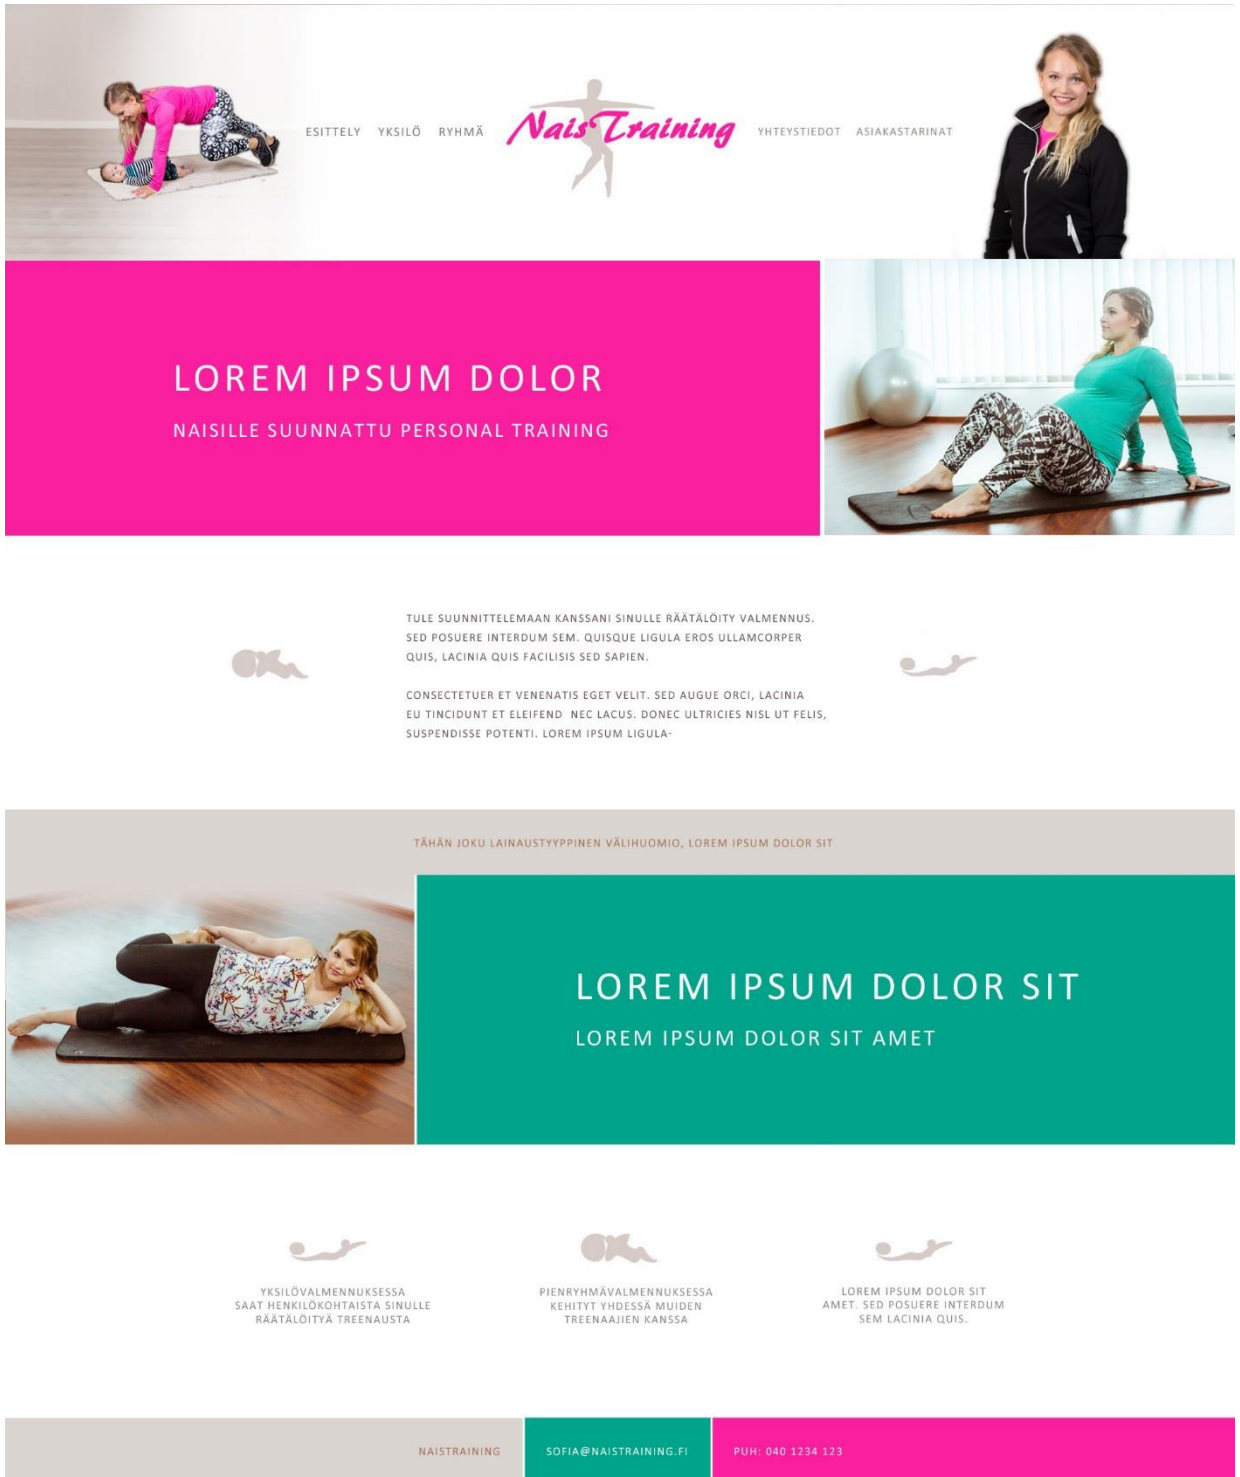 ESITTELY YKSILÖ RYHMÄ NaisTraining YHTEYSTIEDOT ASIAKASTARINAT
LOREM IPSUM DOLOR
NAISILLE SUUNNATTU PERSONAL TRAINING
TULE SUUNNITTELEMAAN KANSSANI SINULLE RÄÄTÄLÖITY VALMENNUS.
SED POSUERE INTERDUM SEM. QUISQUE LIGULA EROS ULLAMCORPER
QUIS, LACINIA QUIS FACILISIS SED SAPIEN.
CONSECTETUER ET VENENATIS EGET VELIT. SED AUGUE ORCI, LACINIA
EU TINCIDUNT ET ELEIFEND NEC LACUS. DONEC ULTRICIES NISL UT FELIS,
SUSPENDISSE POTENTI. LOREM IPSUM LIGULA-
TÄHÄN JOKU LAINAUSTYYPPINEN VÄLIHUOMIO, LOREM IPSUM DOLOR SIT
LOREM IPSUM DOLOR SIT
LOREM IPSUM DOLOR SIT AMET
YKSILÖVALMENNUKSESSA
SAAT HENKILÖKOHTAISTA SINULLE
RÄÄTÄLÖITYÄ TREENAUSTA
PIENRYHMÄVALMENNUKSESSA
KEHITYT YHDESSÄ MUIDEN
TREENAAJIEN KANSSA
LOREM IPSUM DOLOR SIT
AMET. SED POSUERE INTERDUM
SEM LACINIA QUIS.
NAISTRAINING SOFIA@NAISTRAINING.FI PUH: 040 1234 123